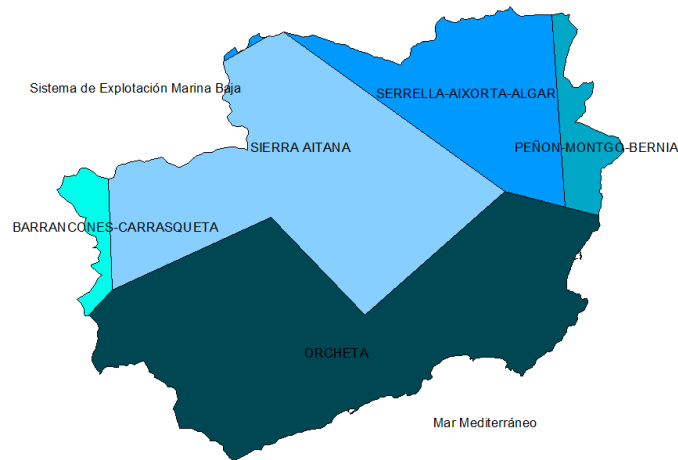 Sistema de Explotación Marina Baja
SERRELLA-AIXORTA-ALGAR
SIERRA AITANA
PEÑON-MONTGO-BERNIA
BARRANCONES-CARRASQUETA
ORCHETA
Mar Mediterráneo